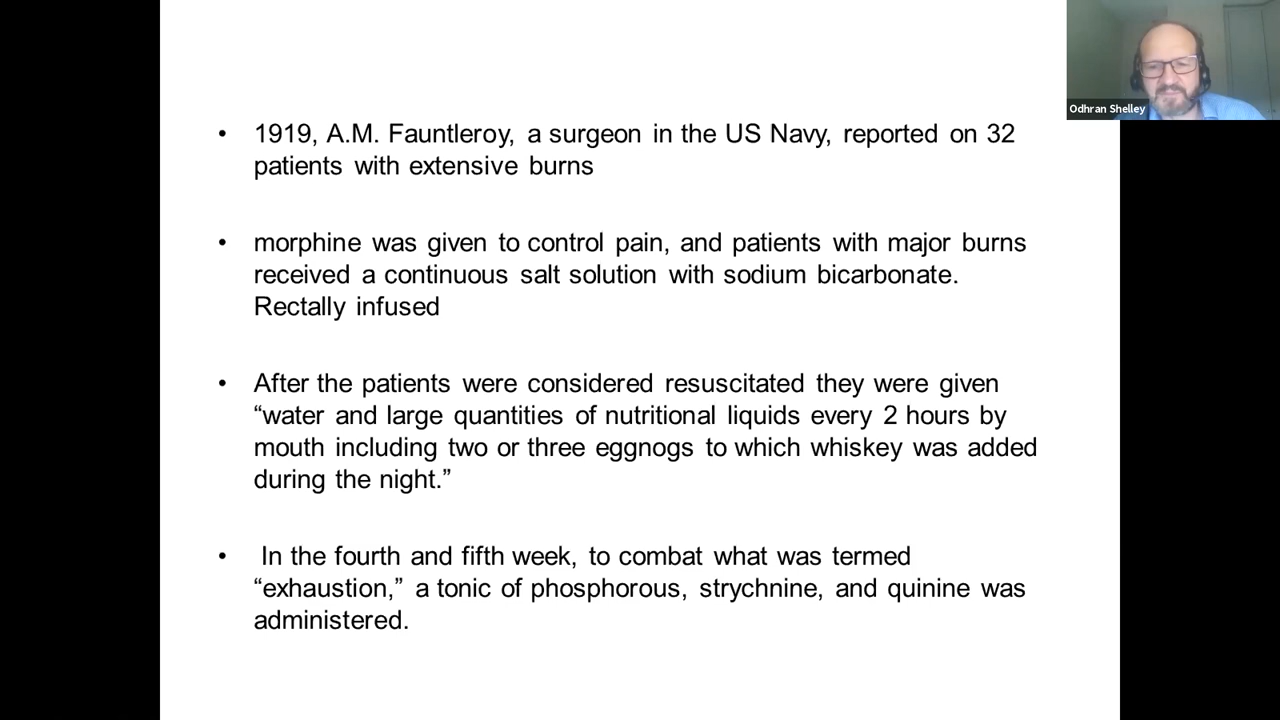 • 1919, A.M. Fauntleroy, a surgeon in the US Navy, reported on 32
patients with extensive burns
• morphine was given to control pain, and patients with major burns
received a continuous salt solution with sodium bicarbonate.
Rectally infused
• After the patients were considered resuscitated they were given
“water and large quantities of nutritional liquids every 2 hours by
mouth including two or three eggnogs to which whiskey was added
during the night.”
• In the fourth and fifth week, to combat what was termed
“exhaustion,” a tonic of phosphorous, strychnine, and quinine was
administered.
Odhran Shelley